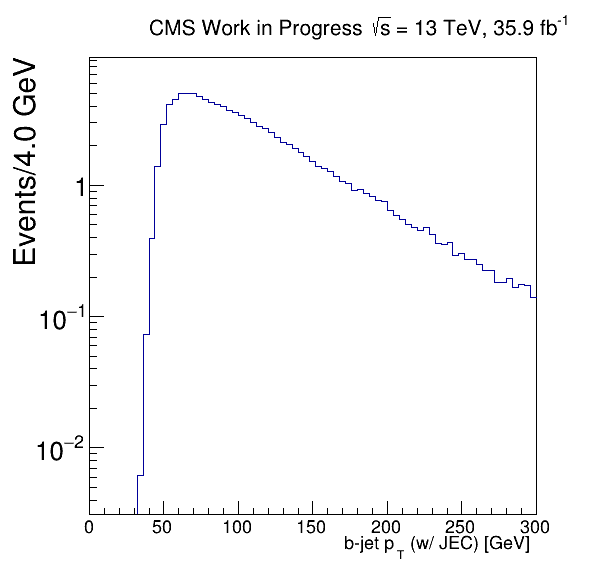 CMS Work in Progress √s = 13 TeV, 35.9 fb⁻¹
Events/4.0 GeV
1
10⁻¹
10⁻²
0 50 100 150 200 250 300
b-jet p_T (w/ JEC) [GeV]